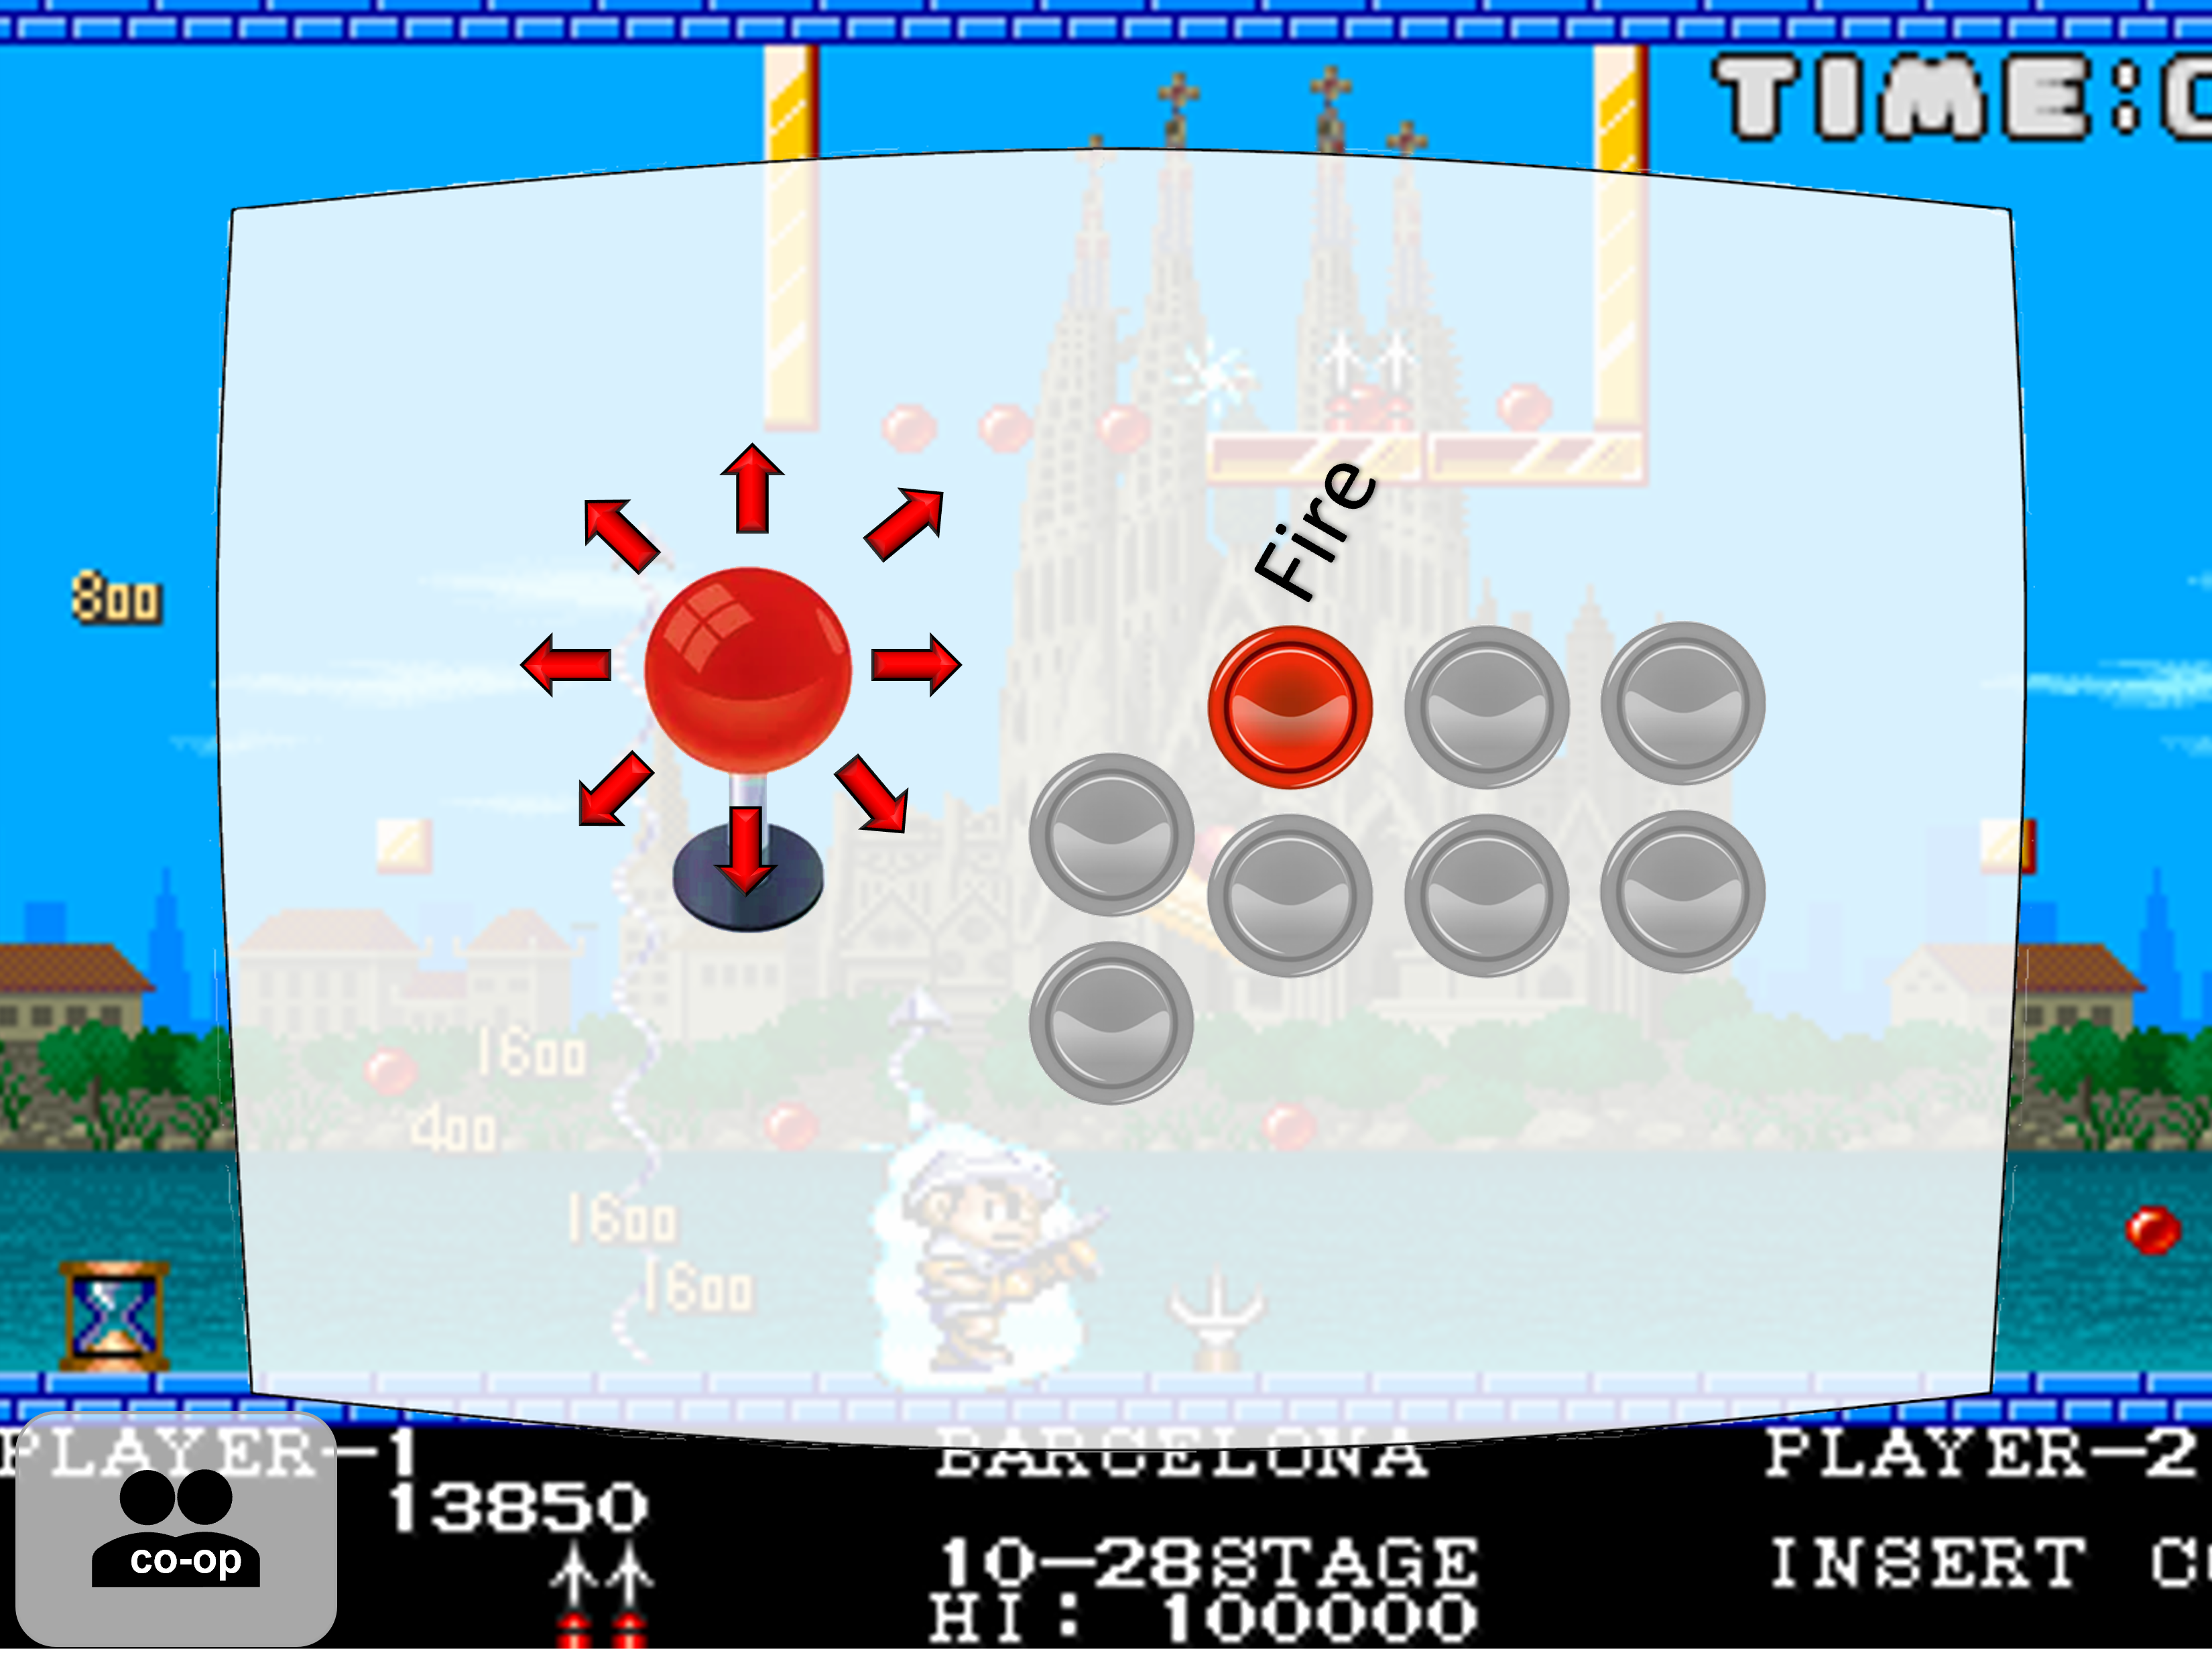 TIME:
Fire
800
1600
400
1600
1600
PLAYER-1
BARCELONA
PLAYER-2
13850
co-op
10-28STAGE
INSERT
HI: 100000